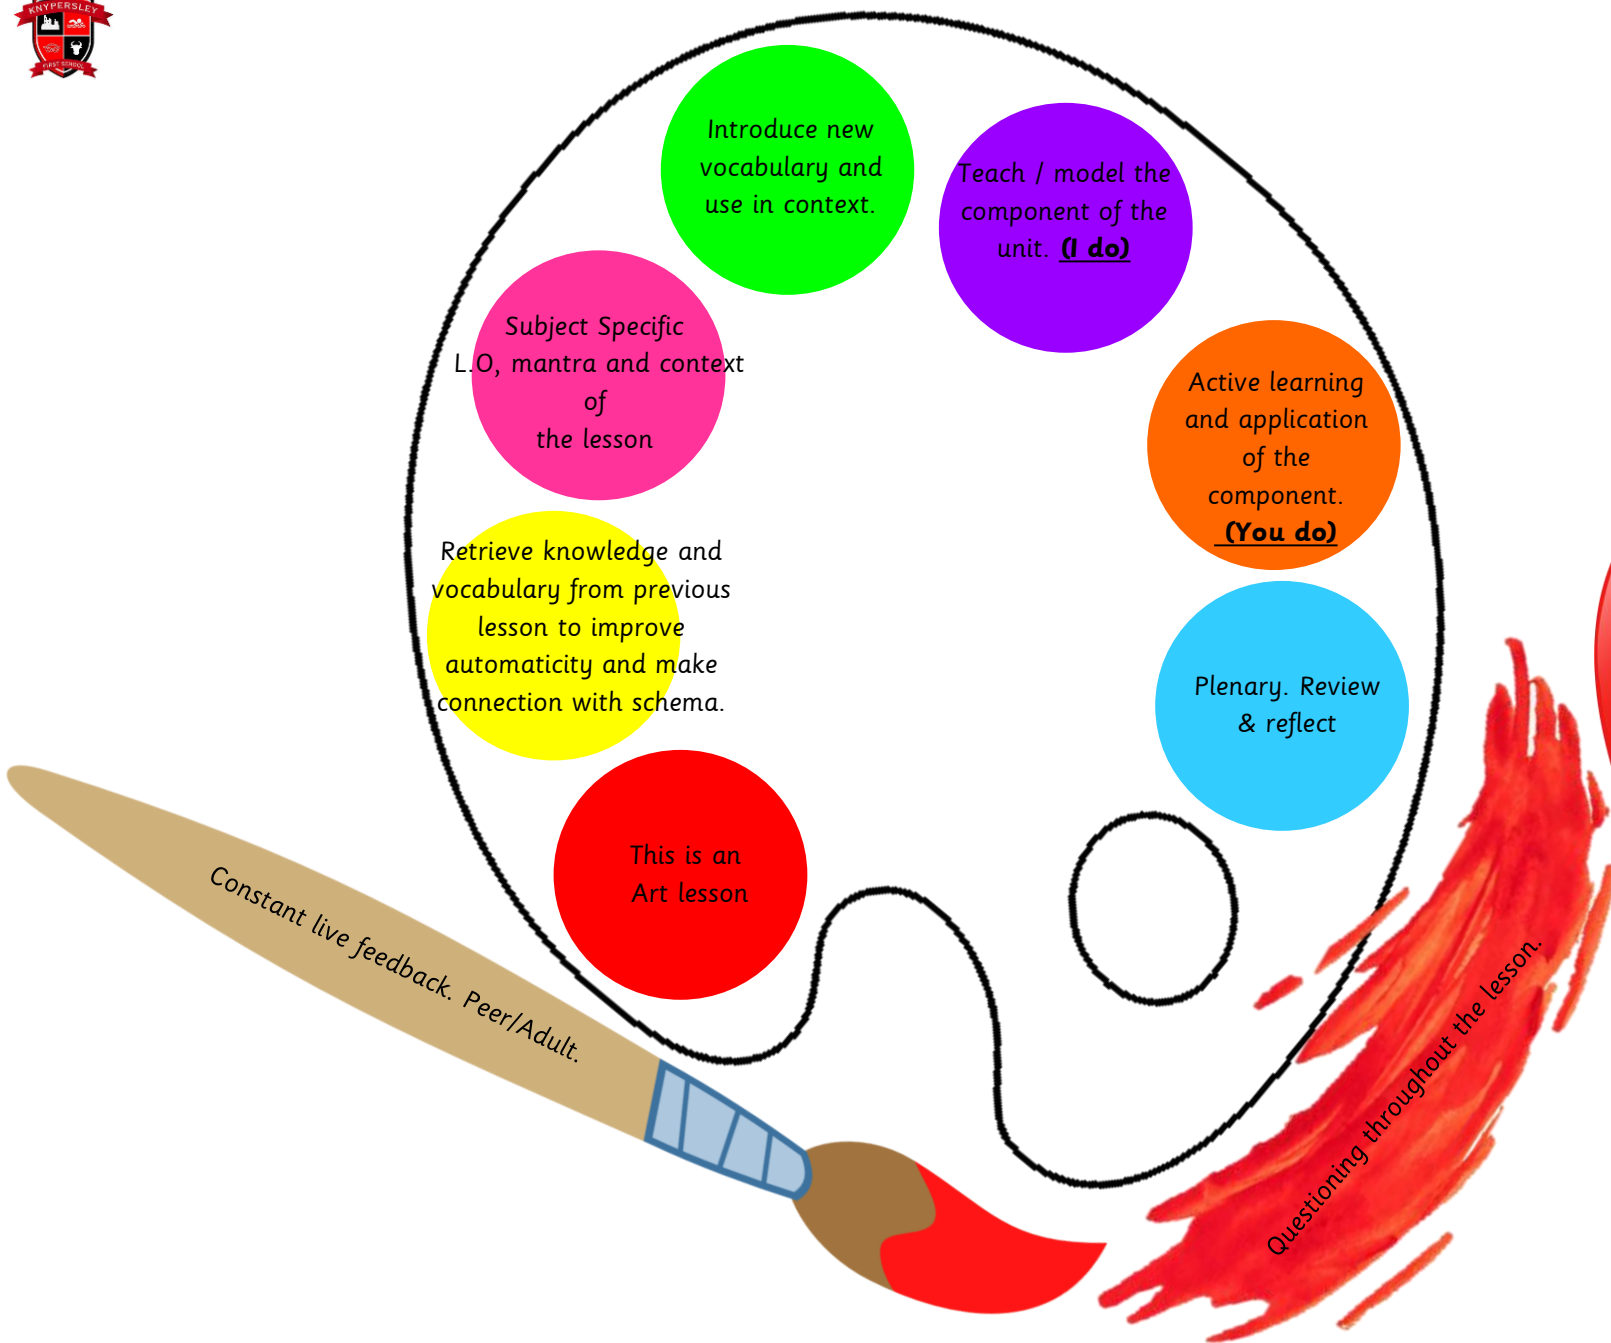 KNYPERSLEY
FIRST SCHOOL
Introduce new
vocabulary and
use in context.
Teach / model the
component of the
unit. (I do)
Subject Specific
L.O, mantra and context
of
the lesson
Active learning
and application
of the
component.
(You do)
Retrieve knowledge and
vocabulary from previous
lesson to improve
automaticity and make
connection with schema.
Plenary. Review
& reflect
This is an
Art lesson
Constant live feedback. Peer/Adult.
Questioning throughout the lesson.